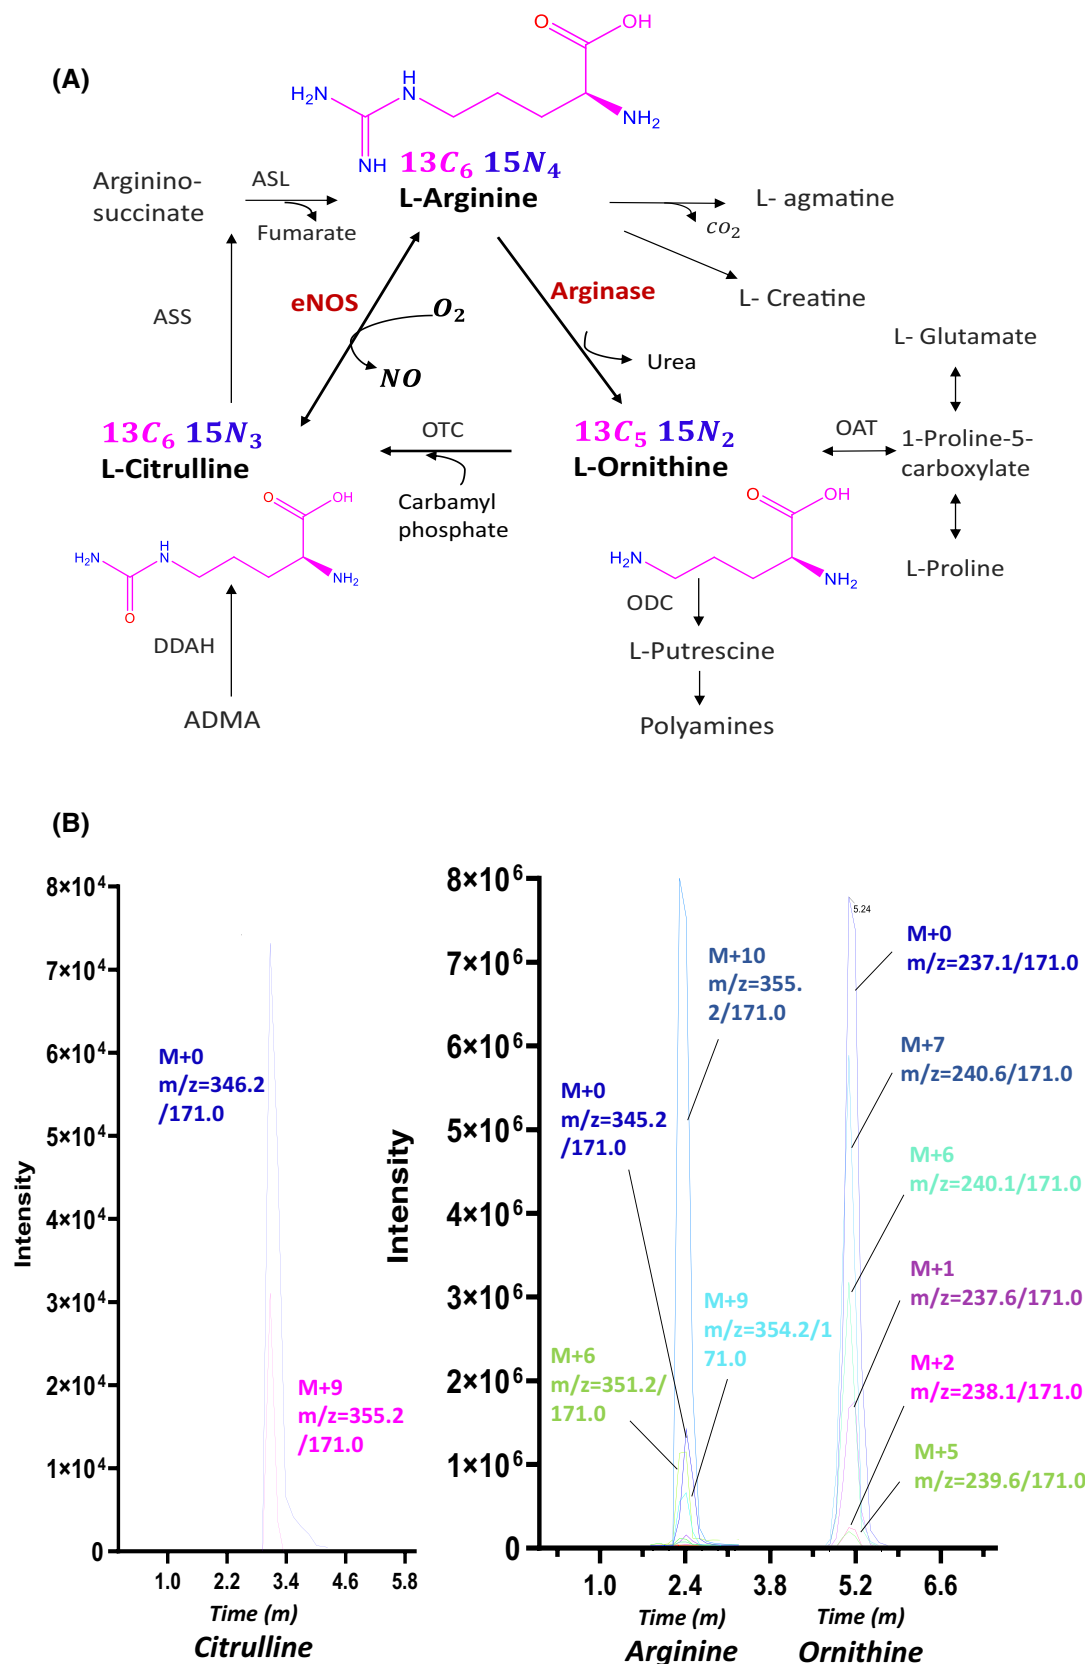 (A)
O
OH
H
N
H2N
NH2
NH
13C6 15N4
L-Arginine
Arginino-
succinate
ASL
Fumarate
L- agmatine
co2
L- Creatine
eNOS
O2
NO
Arginase
Urea
ASS
L- Glutamate
13C6 15N3
L-Citrulline
OTC
Carbamyl
phosphate
13C5 15N2
L-Ornithine
OAT
1-Proline-5-
carboxylate
L-Proline
O
OH
H
N
H2N
NH2
O
O
OH
H2N
NH2
DDAH
ADMA
ODC
L-Putrescine
Polyamines
(B)
8×10^4
7×10^4
6×10^4
5×10^4
4×10^4
3×10^4
2×10^4
1×10^4
0
Intensity
M+0
m/z=346.2
/171.0
M+9
m/z=355.2
/171.0
1.0 2.2 3.4 4.6 5.8
Time (m)
Citrulline
8×10^6
7×10^6
6×10^6
5×10^6
4×10^6
3×10^6
2×10^6
1×10^6
0
Intensity
M+10
m/z=355.
2/171.0
M+0
m/z=345.2
/171.0
M+9
m/z=354.2/1
71.0
M+6
m/z=351.2/
171.0
5.24
M+0
m/z=237.1/171.0
M+7
m/z=240.6/171.0
M+6
m/z=240.1/171.0
M+1
m/z=237.6/171.0
M+2
m/z=238.1/171.0
M+5
m/z=239.6/171.0
1.0 2.4 3.8 5.2 6.6
Time (m) Time (m)
Arginine Ornithine